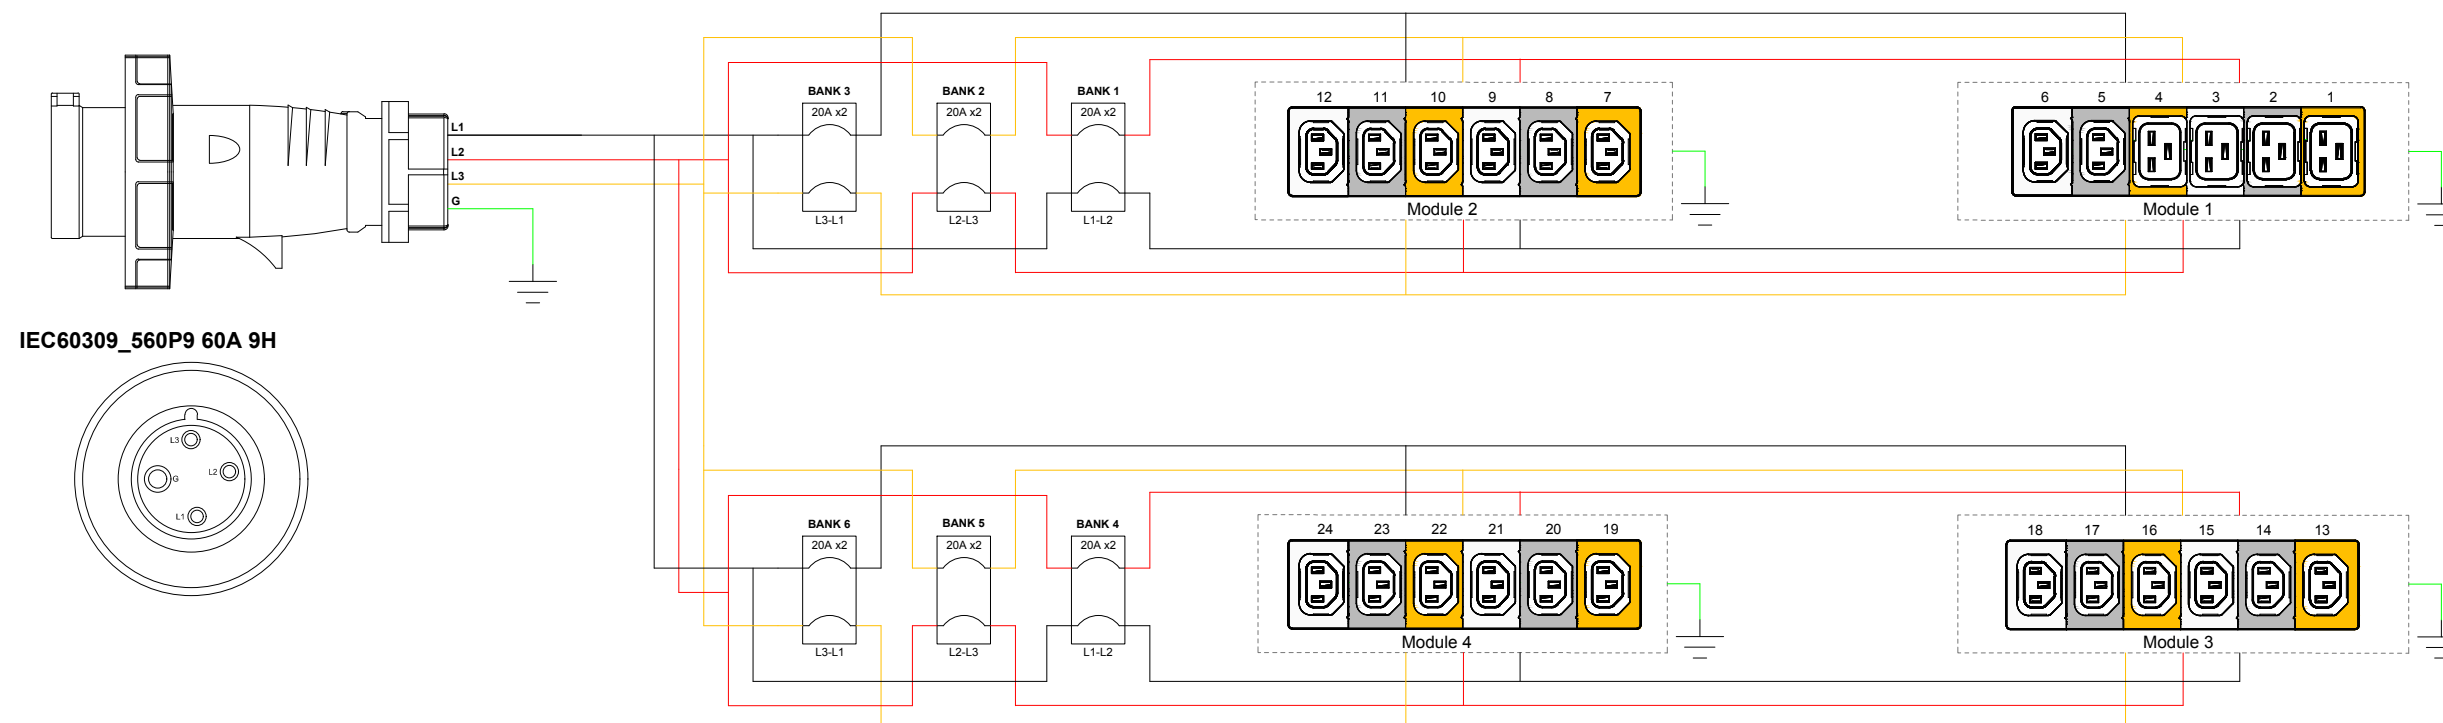 L1
L2
L3
G
BANK 3
20A x2
L3-L1
BANK 2
20A x2
L2-L3
BANK 1
20A x2
L1-L2
12 11 10 9 8 7
Module 2
6 5 4 3 2 1
Module 1
IEC60309_560P9 60A 9H
L3
L2
G
L1
BANK 6
20A x2
L3-L1
BANK 5
20A x2
L2-L3
BANK 4
20A x2
L1-L2
24 23 22 21 20 19
Module 4
18 17 16 15 14 13
Module 3